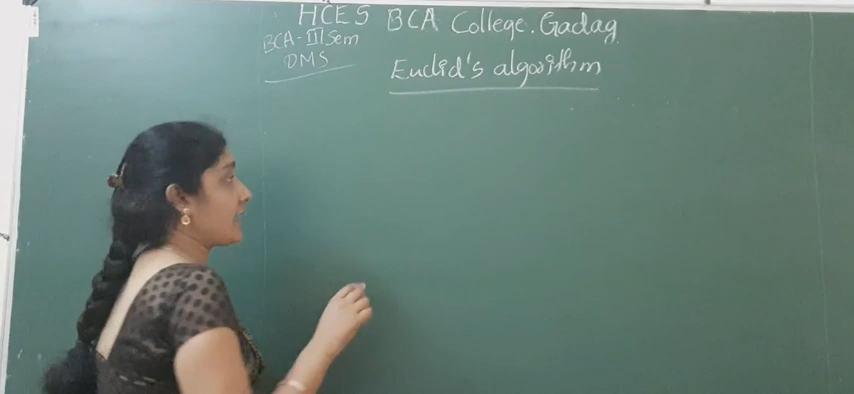 HCES BCA College. Gadag
BCA-III Sem
DMS
Euclid's algorithm